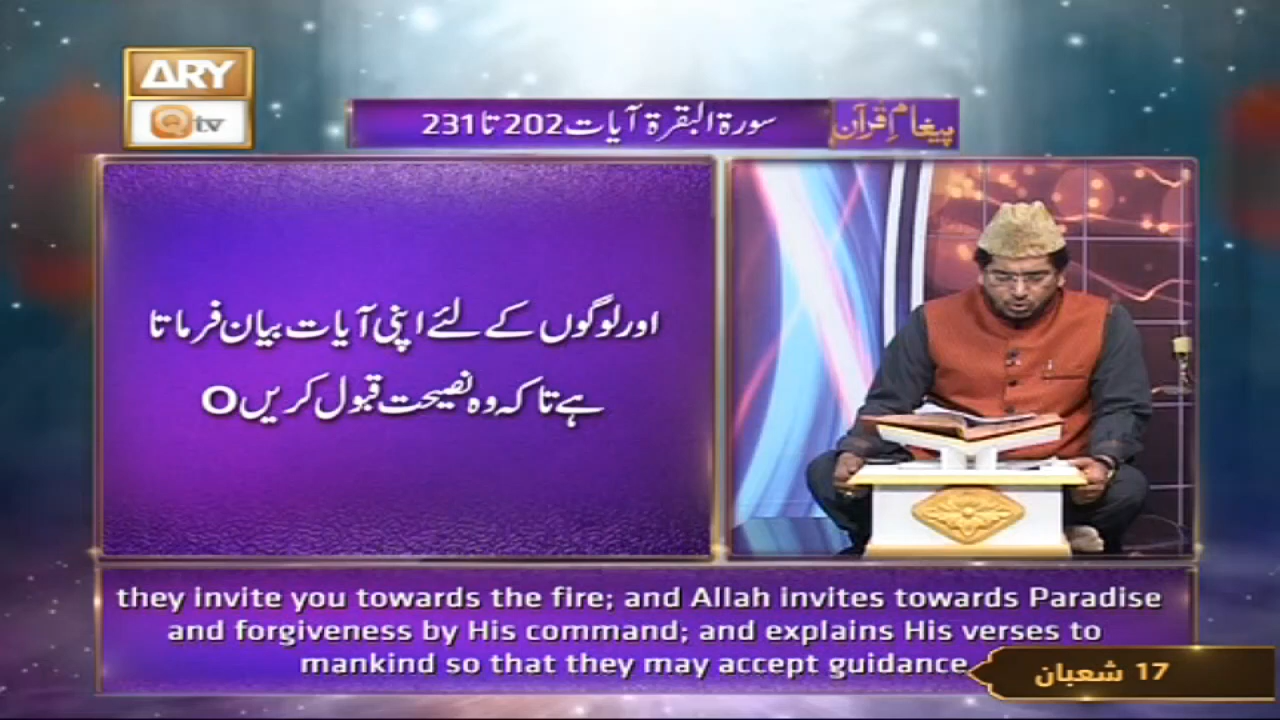 ARY
Qtv
سورۃ البقرۃ آیات 202 تا 231
پیغام قرآن
اور لوگوں کے لئے اپنی آیات بیان فرماتا
ہے تاکہ وہ نصیحت قبول کریں O
they invite you towards the fire; and Allah invites towards Paradise
and forgiveness by His command; and explains His verses to
mankind so that they may accept guidance
17 شعبان